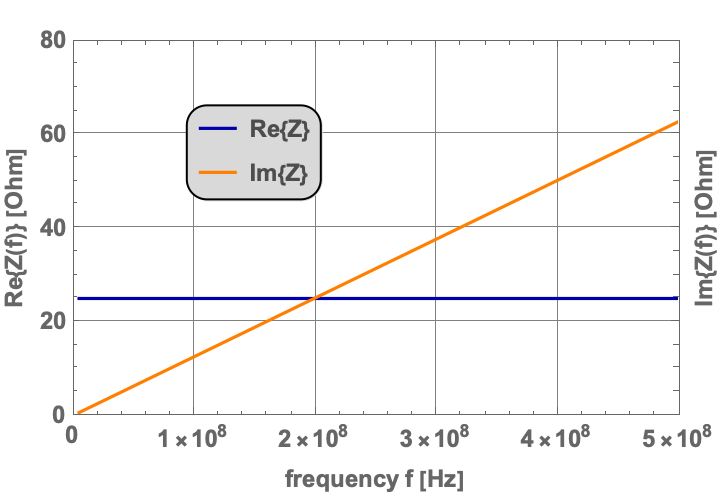 80
60
40
20
0
Re{Z(f)} [Ohm]
Re{Z}
Im{Z}
Im{Z(f)} [Ohm]
0 1×10⁸ 2×10⁸ 3×10⁸ 4×10⁸ 5×10⁸
frequency f [Hz]